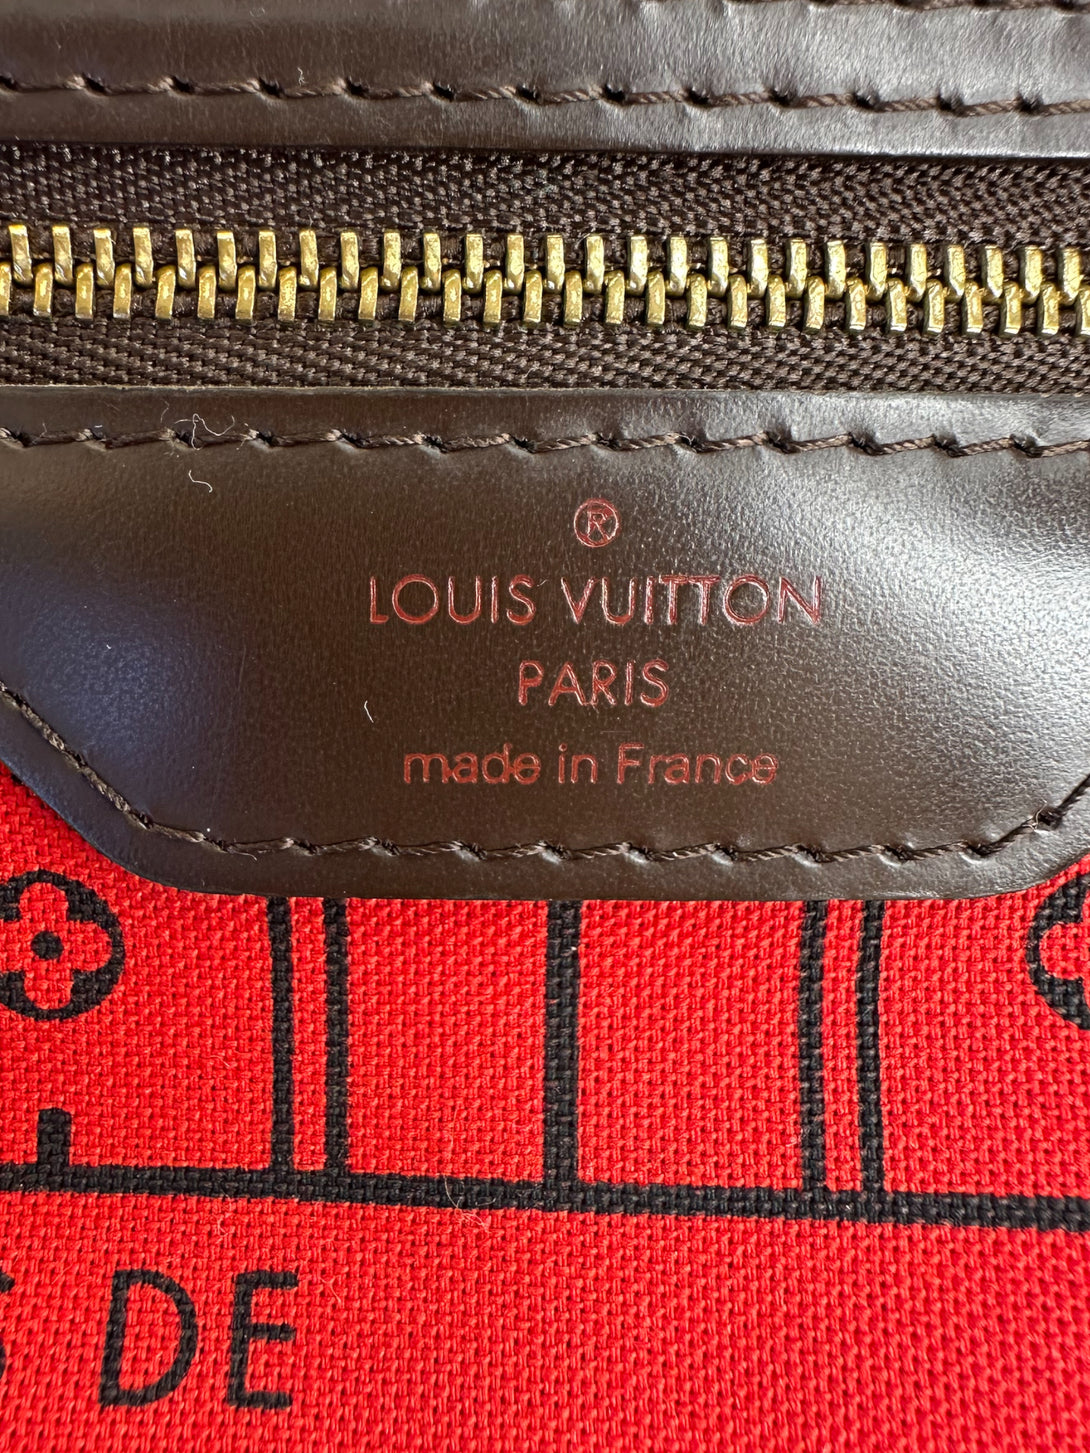 ®
LOUIS VUITTON
PARIS
made in France
DE